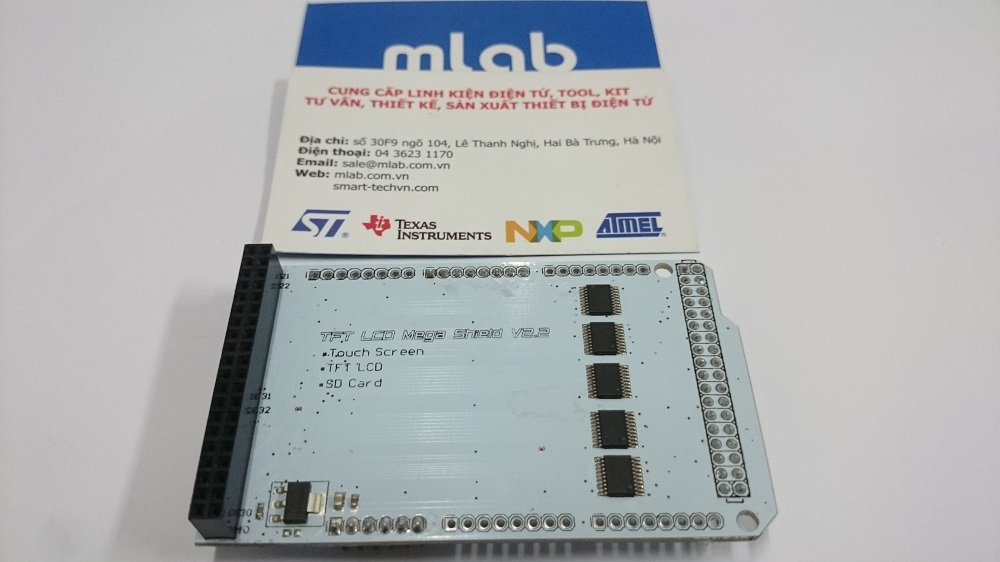 mLab
CUNG CẤP LINH KIỆN ĐIỆN TỬ, TOOL, KIT
TƯ VẤN, THIẾT KẾ, SẢN XUẤT THIẾT BỊ ĐIỆN TỬ
Địa chỉ: số 30F9 ngõ 104, Lê Thanh Nghị, Hai Bà Trưng, Hà Nội
Điện thoại: 04 3623 1170
Email: sale@mlab.com.vn
Web: mlab.com.vn
smart-techvn.com
ST
TEXAS INSTRUMENTS
NXP
ATMEL
TFT LCD Mega Shield V2.2
Touch Screen
TFT LCD
SD Card